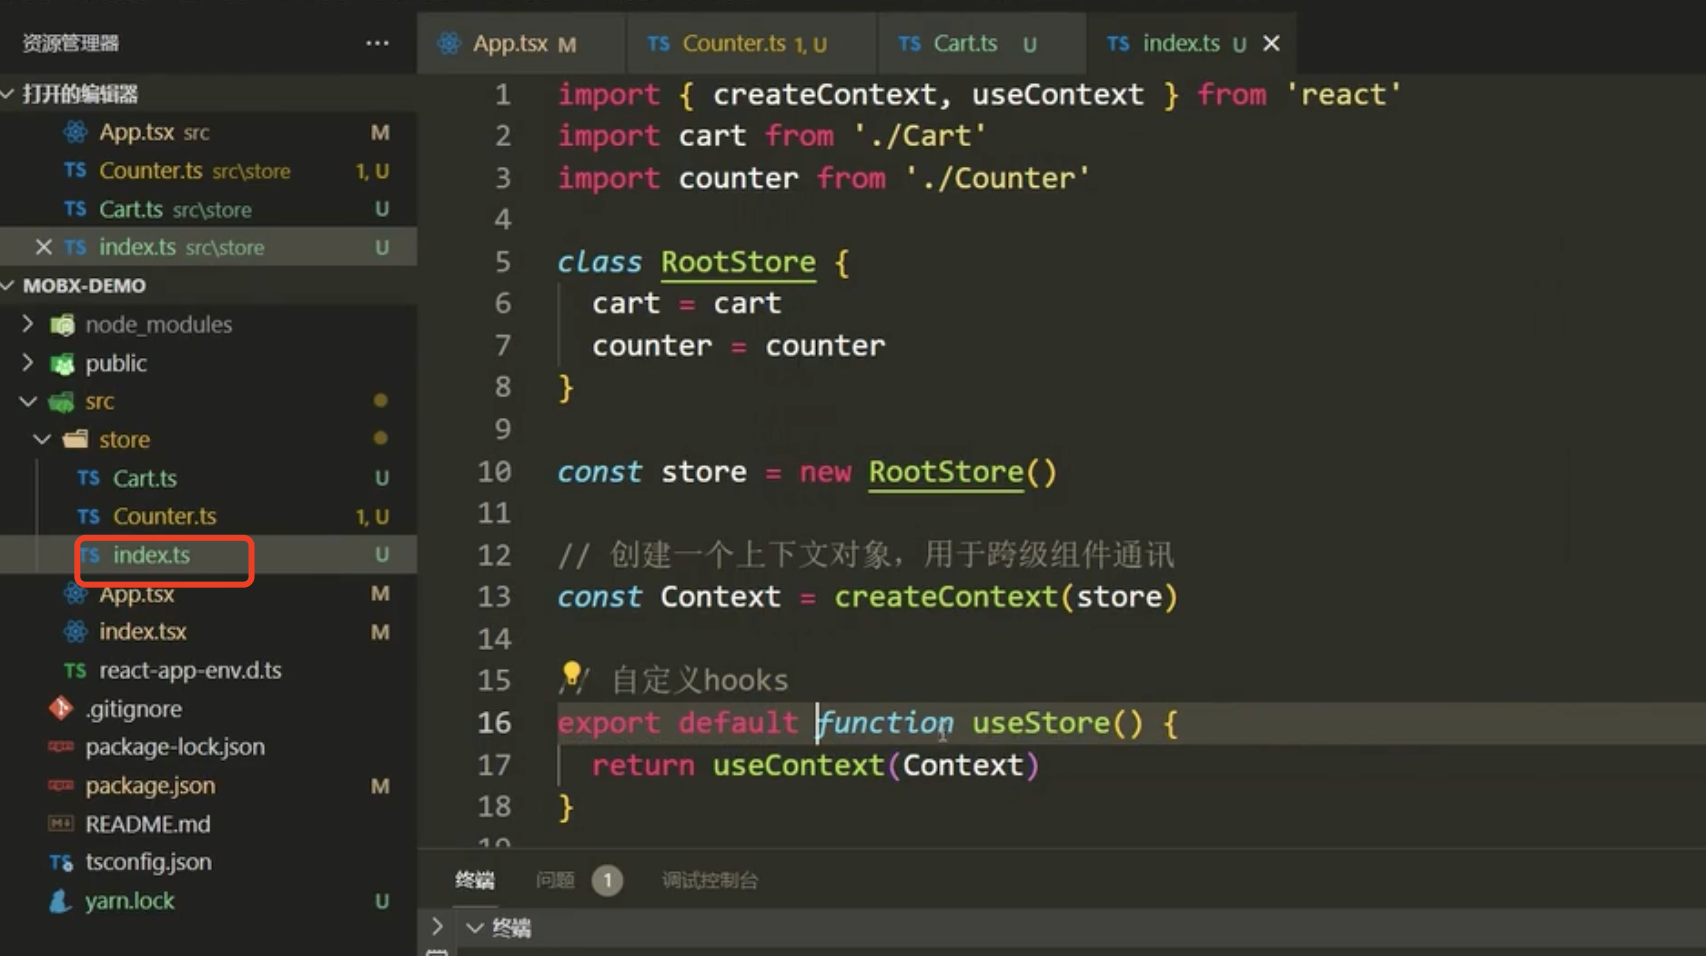 资源管理器 ···
打开的编辑器
App.tsx src M
TS Counter.ts src\store 1, U
TS Cart.ts src\store U
TS index.ts src\store U
MOBX-DEMO
node_modules
public
src
store
TS Cart.ts U
TS Counter.ts 1, U
TS index.ts U
App.tsx M
index.tsx M
TS react-app-env.d.ts
.gitignore
package-lock.json
package.json M
README.md
TS tsconfig.json
yarn.lock U
App.tsx M TS Counter.ts 1, U TS Cart.ts U TS index.ts U
1 import { createContext, useContext } from 'react'
2 import cart from './Cart'
3 import counter from './Counter'
4
5 class RootStore {
6 cart = cart
7 counter = counter
8 }
9
10 const store = new RootStore()
11
12 // 创建一个上下文对象，用于跨级组件通讯
13 const Context = createContext(store)
14
15 // 自定义hooks
16 export default function useStore() {
17 return useContext(Context)
18 }
19
终端 问题 1 调试控制台
终端